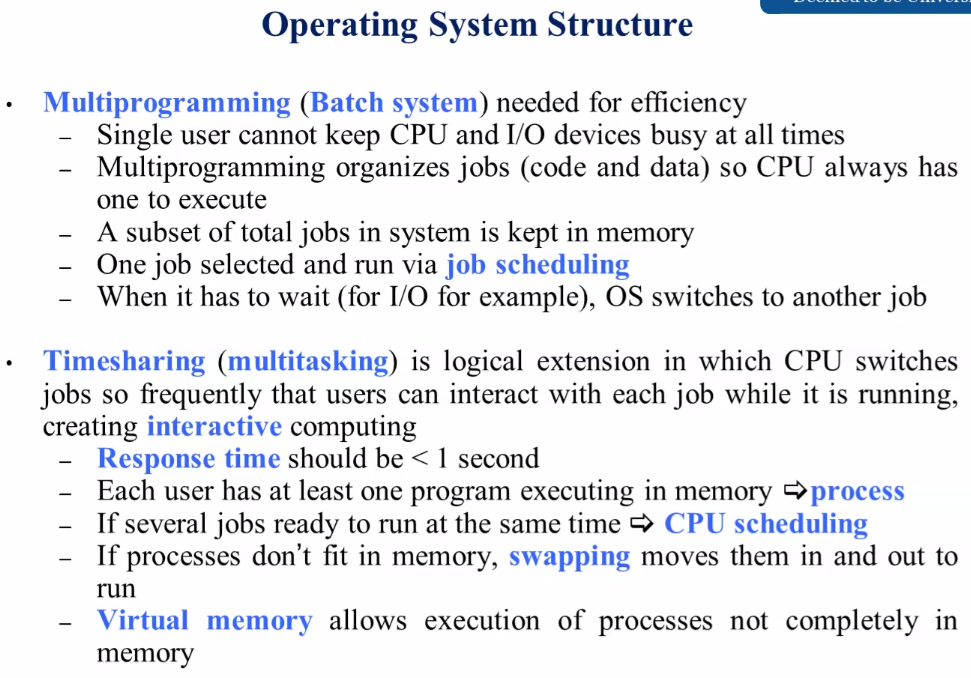 Deemed to be Univers
Operating System Structure
• Multiprogramming (Batch system) needed for efficiency
– Single user cannot keep CPU and I/O devices busy at all times
– Multiprogramming organizes jobs (code and data) so CPU always has
one to execute
– A subset of total jobs in system is kept in memory
– One job selected and run via job scheduling
– When it has to wait (for I/O for example), OS switches to another job
• Timesharing (multitasking) is logical extension in which CPU switches
jobs so frequently that users can interact with each job while it is running,
creating interactive computing
– Response time should be < 1 second
– Each user has at least one program executing in memory ⇨process
– If several jobs ready to run at the same time ⇨ CPU scheduling
– If processes don’t fit in memory, swapping moves them in and out to
run
– Virtual memory allows execution of processes not completely in
memory